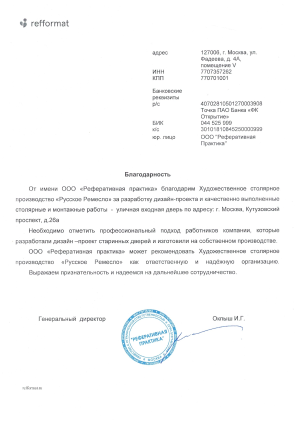 refformat
адрес 127006, г. Москва, ул.
Фадеева, д. 4А,
помещение V
ИНН 7707357262
КПП 770701001
Банковские
реквизиты
р/с 40702810501270003908
Точка ПАО Банка «ФК
Открытие»
БИК 044 525 999
к/с 30101810845250000999
юр. лицо ООО "Реферативная
Практика"
Благодарность
От имени ООО «Реферативная практика» благодарим Художественное столярное
производство «Русское Ремесло» за разработку дизайн-проекта и качественно выполненные
столярные и монтажные работы - уличная входная дверь по адресу: г. Москва, Кутузовский
проспект, д.26а
Необходимо отметить профессиональный подход работников компании, которые
разработали дизайн –проект старинных дверей и изготовили на собственном производстве.
ООО «Реферативная практика» может рекомендовать Художественное столярное
производство «Русское Ремесло» как ответственную и надёжную организацию.
Выражаем признательность и надеемся на дальнейшее сотрудничество.
Генеральный директор Окльш И.Г.
"РЕФЕРАТИВНАЯ
ПРАКТИКА"